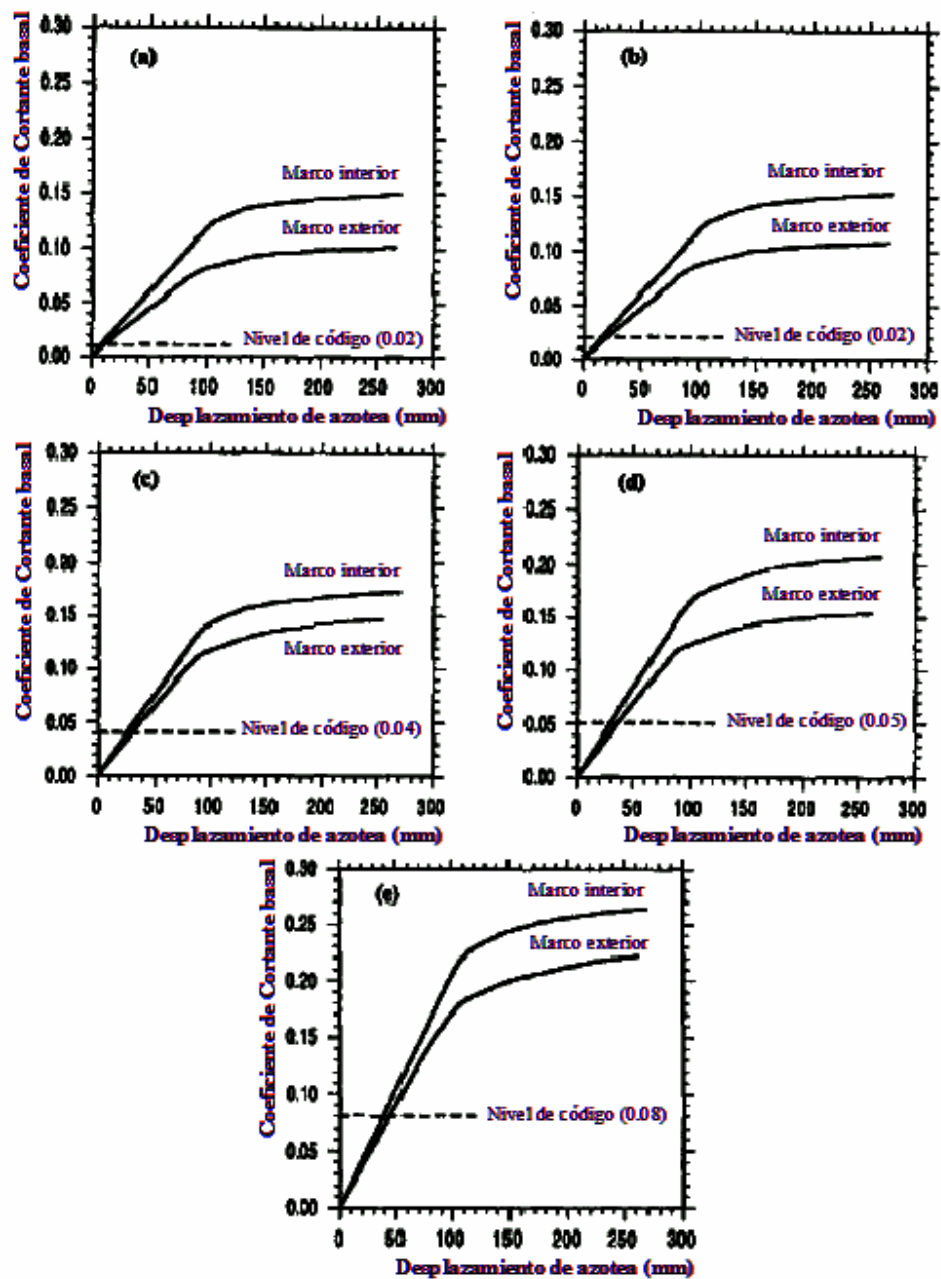 (a)
Coeficiente de Cortante basal
0.30
0.25
0.20
0.15
0.10
0.05
0.00
Marco interior
Marco exterior
Nivel de código (0.02)
0 50 100 150 200 250 300
Desplazamiento de azotea (mm)
(b)
Coeficiente de Cortante basal
0.30
0.25
0.20
0.15
0.10
0.05
0.00
Marco interior
Marco exterior
Nivel de código (0.02)
0 50 100 150 200 250 300
Desplazamiento de azotea (mm)
(c)
Coeficiente de Cortante basal
0.30
0.25
0.20
0.15
0.10
0.05
0.00
Marco interior
Marco exterior
Nivel de código (0.04)
0 50 100 150 200 250 300
Desplazamiento de azotea (mm)
(d)
Coeficiente de Cortante basal
0.30
0.25
0.20
0.15
0.10
0.05
0.00
Marco interior
Marco exterior
Nivel de código (0.05)
0 50 100 150 200 250 300
Desplazamiento de azotea (mm)
(e)
Coeficiente de Cortante basal
0.30
0.25
0.20
0.15
0.10
0.05
0.00
Marco interior
Marco exterior
Nivel de código (0.08)
0 50 100 150 200 250 300
Desplazamiento de azotea (mm)